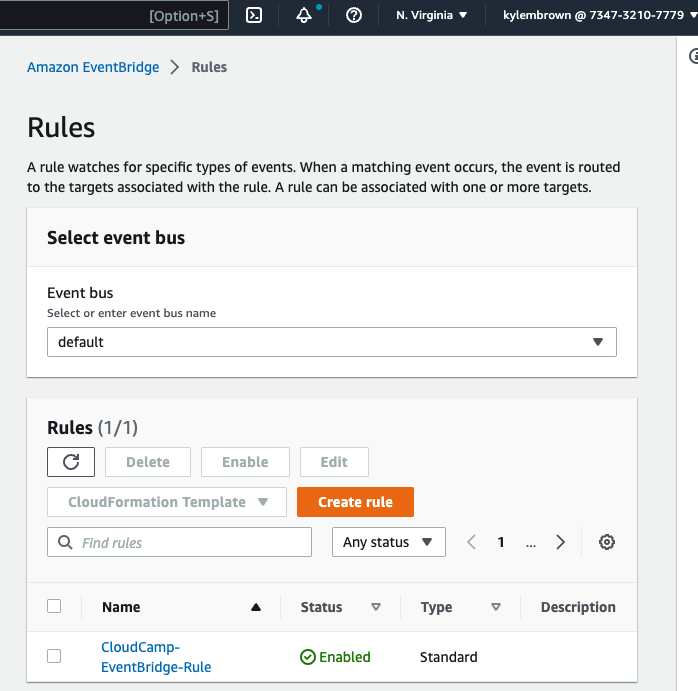 [Option+S]
N. Virginia
kylembrown @ 7347-3210-7779
Amazon EventBridge
Rules
Rules
A rule watches for specific types of events. When a matching event occurs, the event is routed
to the targets associated with the rule. A rule can be associated with one or more targets.
Select event bus
Event bus
Select or enter event bus name
default
Rules (1/1)
Delete
Enable
Edit
CloudFormation Template
Create rule
Find rules
Any status
1
...
Name
Status
Type
Description
CloudCamp-
EventBridge-Rule
Enabled
Standard